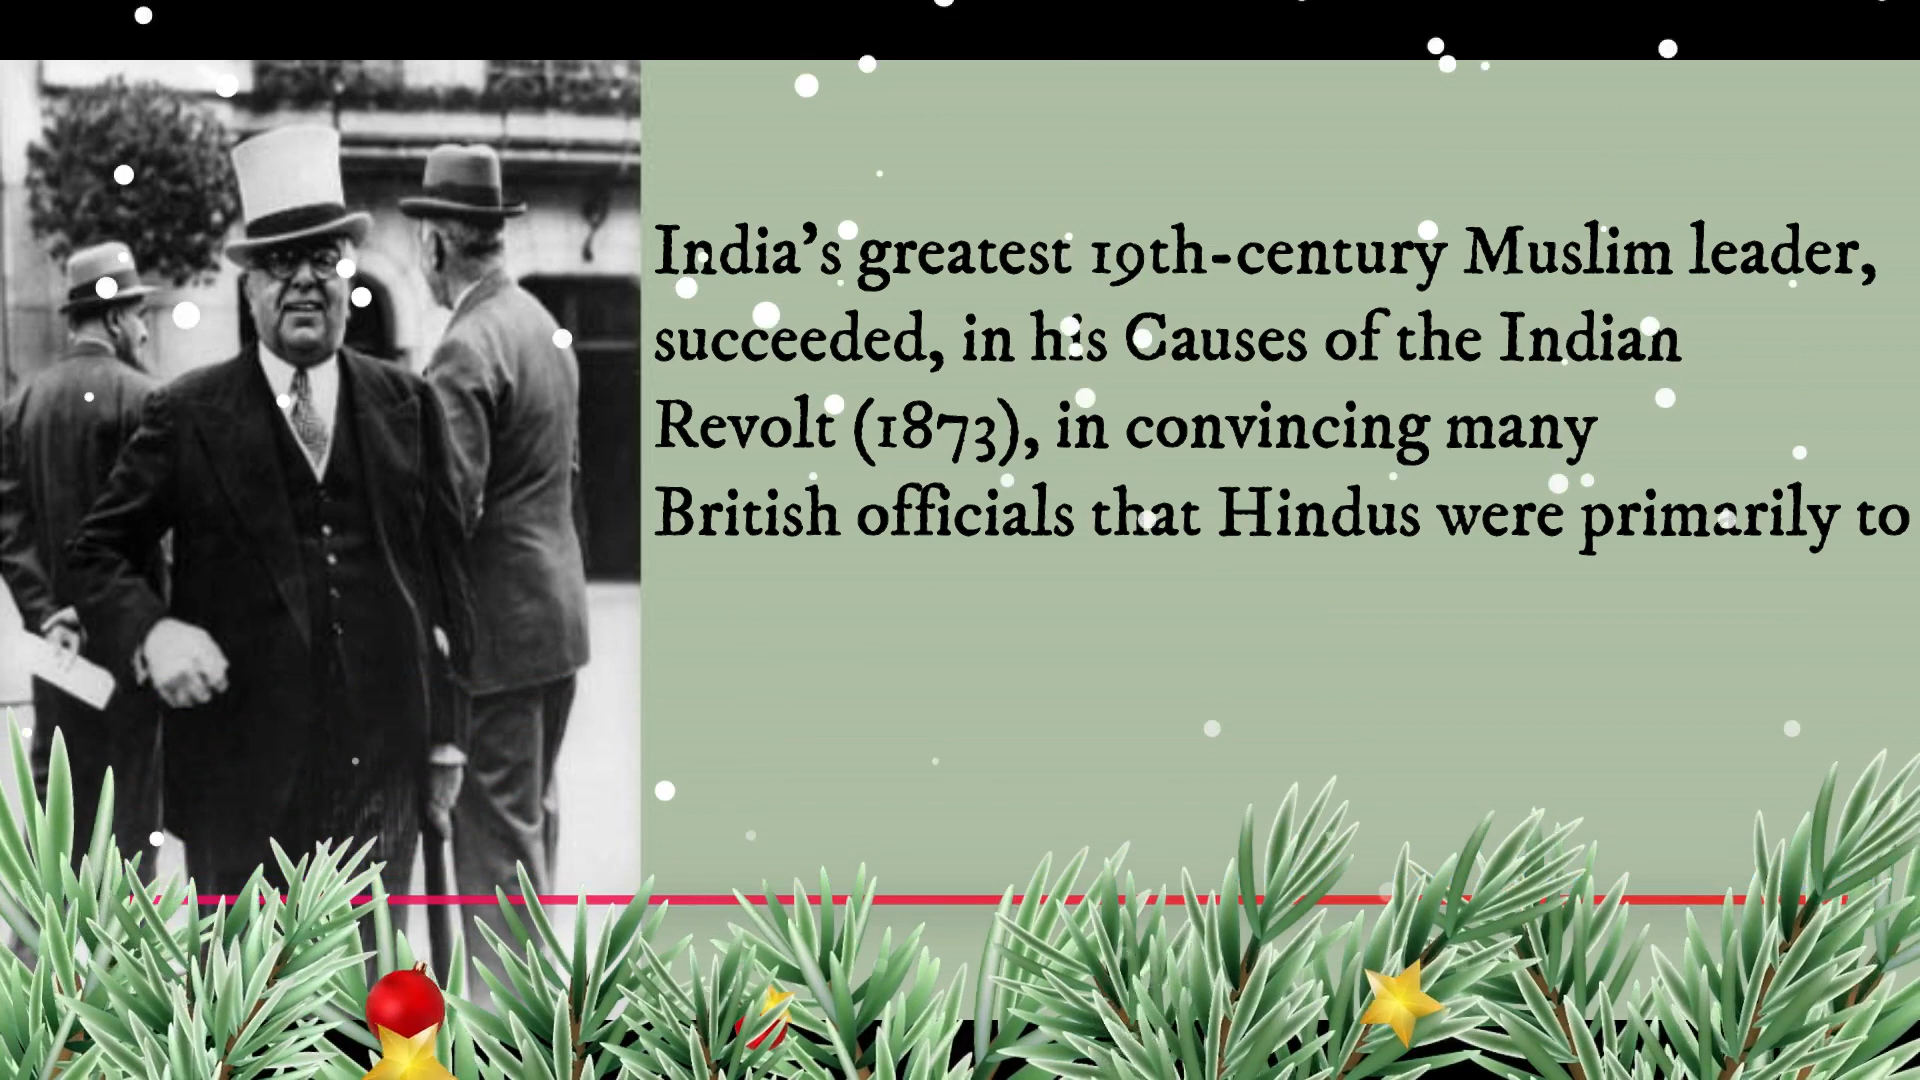 India’s greatest 19th-century Muslim leader,
succeeded, in his Causes of the Indian
Revolt (1873), in convincing many
British officials that Hindus were primarily to